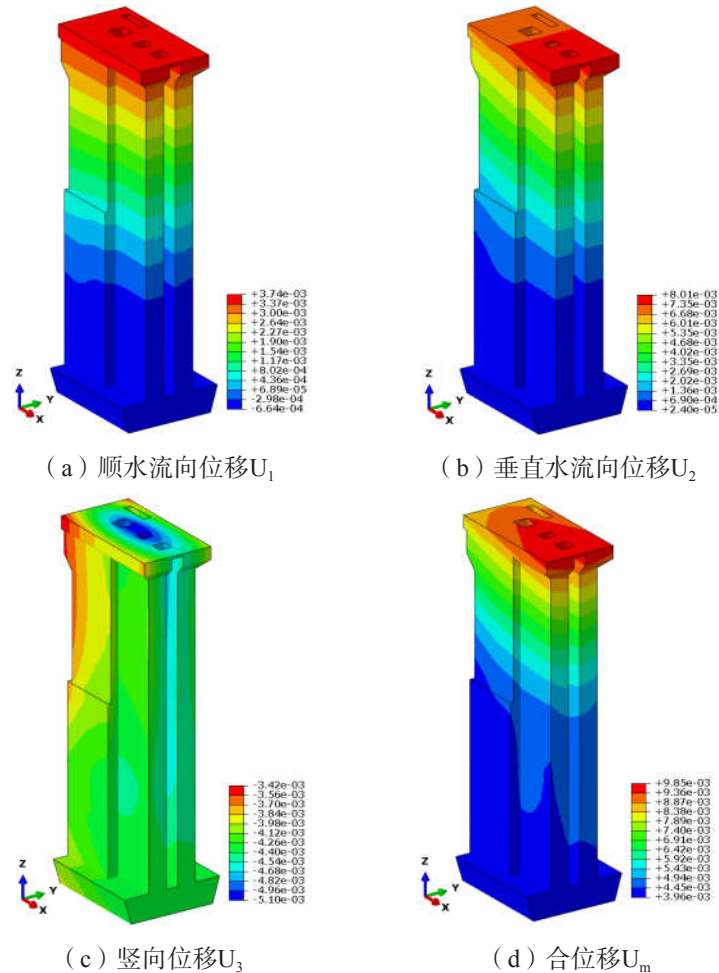 +3.74e-03
+3.37e-03
+3.00e-03
+2.64e-03
+2.27e-03
+1.90e-03
+1.54e-03
+1.17e-03
+8.02e-04
+4.36e-04
+6.89e-05
-2.98e-04
-6.64e-04
Z
Y
X
（a）顺水流向位移U₁
+8.01e-03
+7.35e-03
+6.68e-03
+6.01e-03
+5.35e-03
+4.68e-03
+4.02e-03
+3.35e-03
+2.69e-03
+2.02e-03
+1.36e-03
+6.90e-04
+2.40e-05
Z
Y
X
（b）垂直水流向位移U₂
-3.42e-03
-3.56e-03
-3.70e-03
-3.84e-03
-3.98e-03
-4.12e-03
-4.26e-03
-4.40e-03
-4.54e-03
-4.68e-03
-4.82e-03
-4.96e-03
-5.10e-03
Z
Y
X
（c）竖向位移U₃
+9.85e-03
+9.36e-03
+8.87e-03
+8.38e-03
+7.89e-03
+7.40e-03
+6.91e-03
+6.42e-03
+5.92e-03
+5.43e-03
+4.94e-03
+4.45e-03
+3.96e-03
Z
Y
X
（d）合位移Uₘ